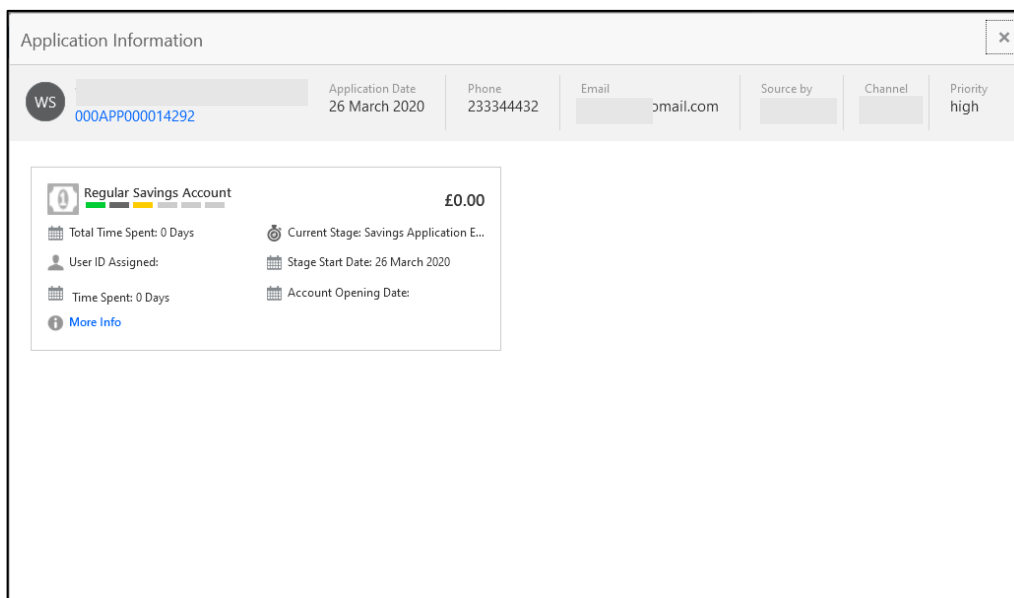 Application Information
WS
000APP000014292
Application Date
26 March 2020
Phone
233344432
Email
omail.com
Source by
Channel
Priority
high
Regular Savings Account
£0.00
Total Time Spent: 0 Days
Current Stage: Savings Application E...
User ID Assigned:
Stage Start Date: 26 March 2020
Time Spent: 0 Days
Account Opening Date:
More Info